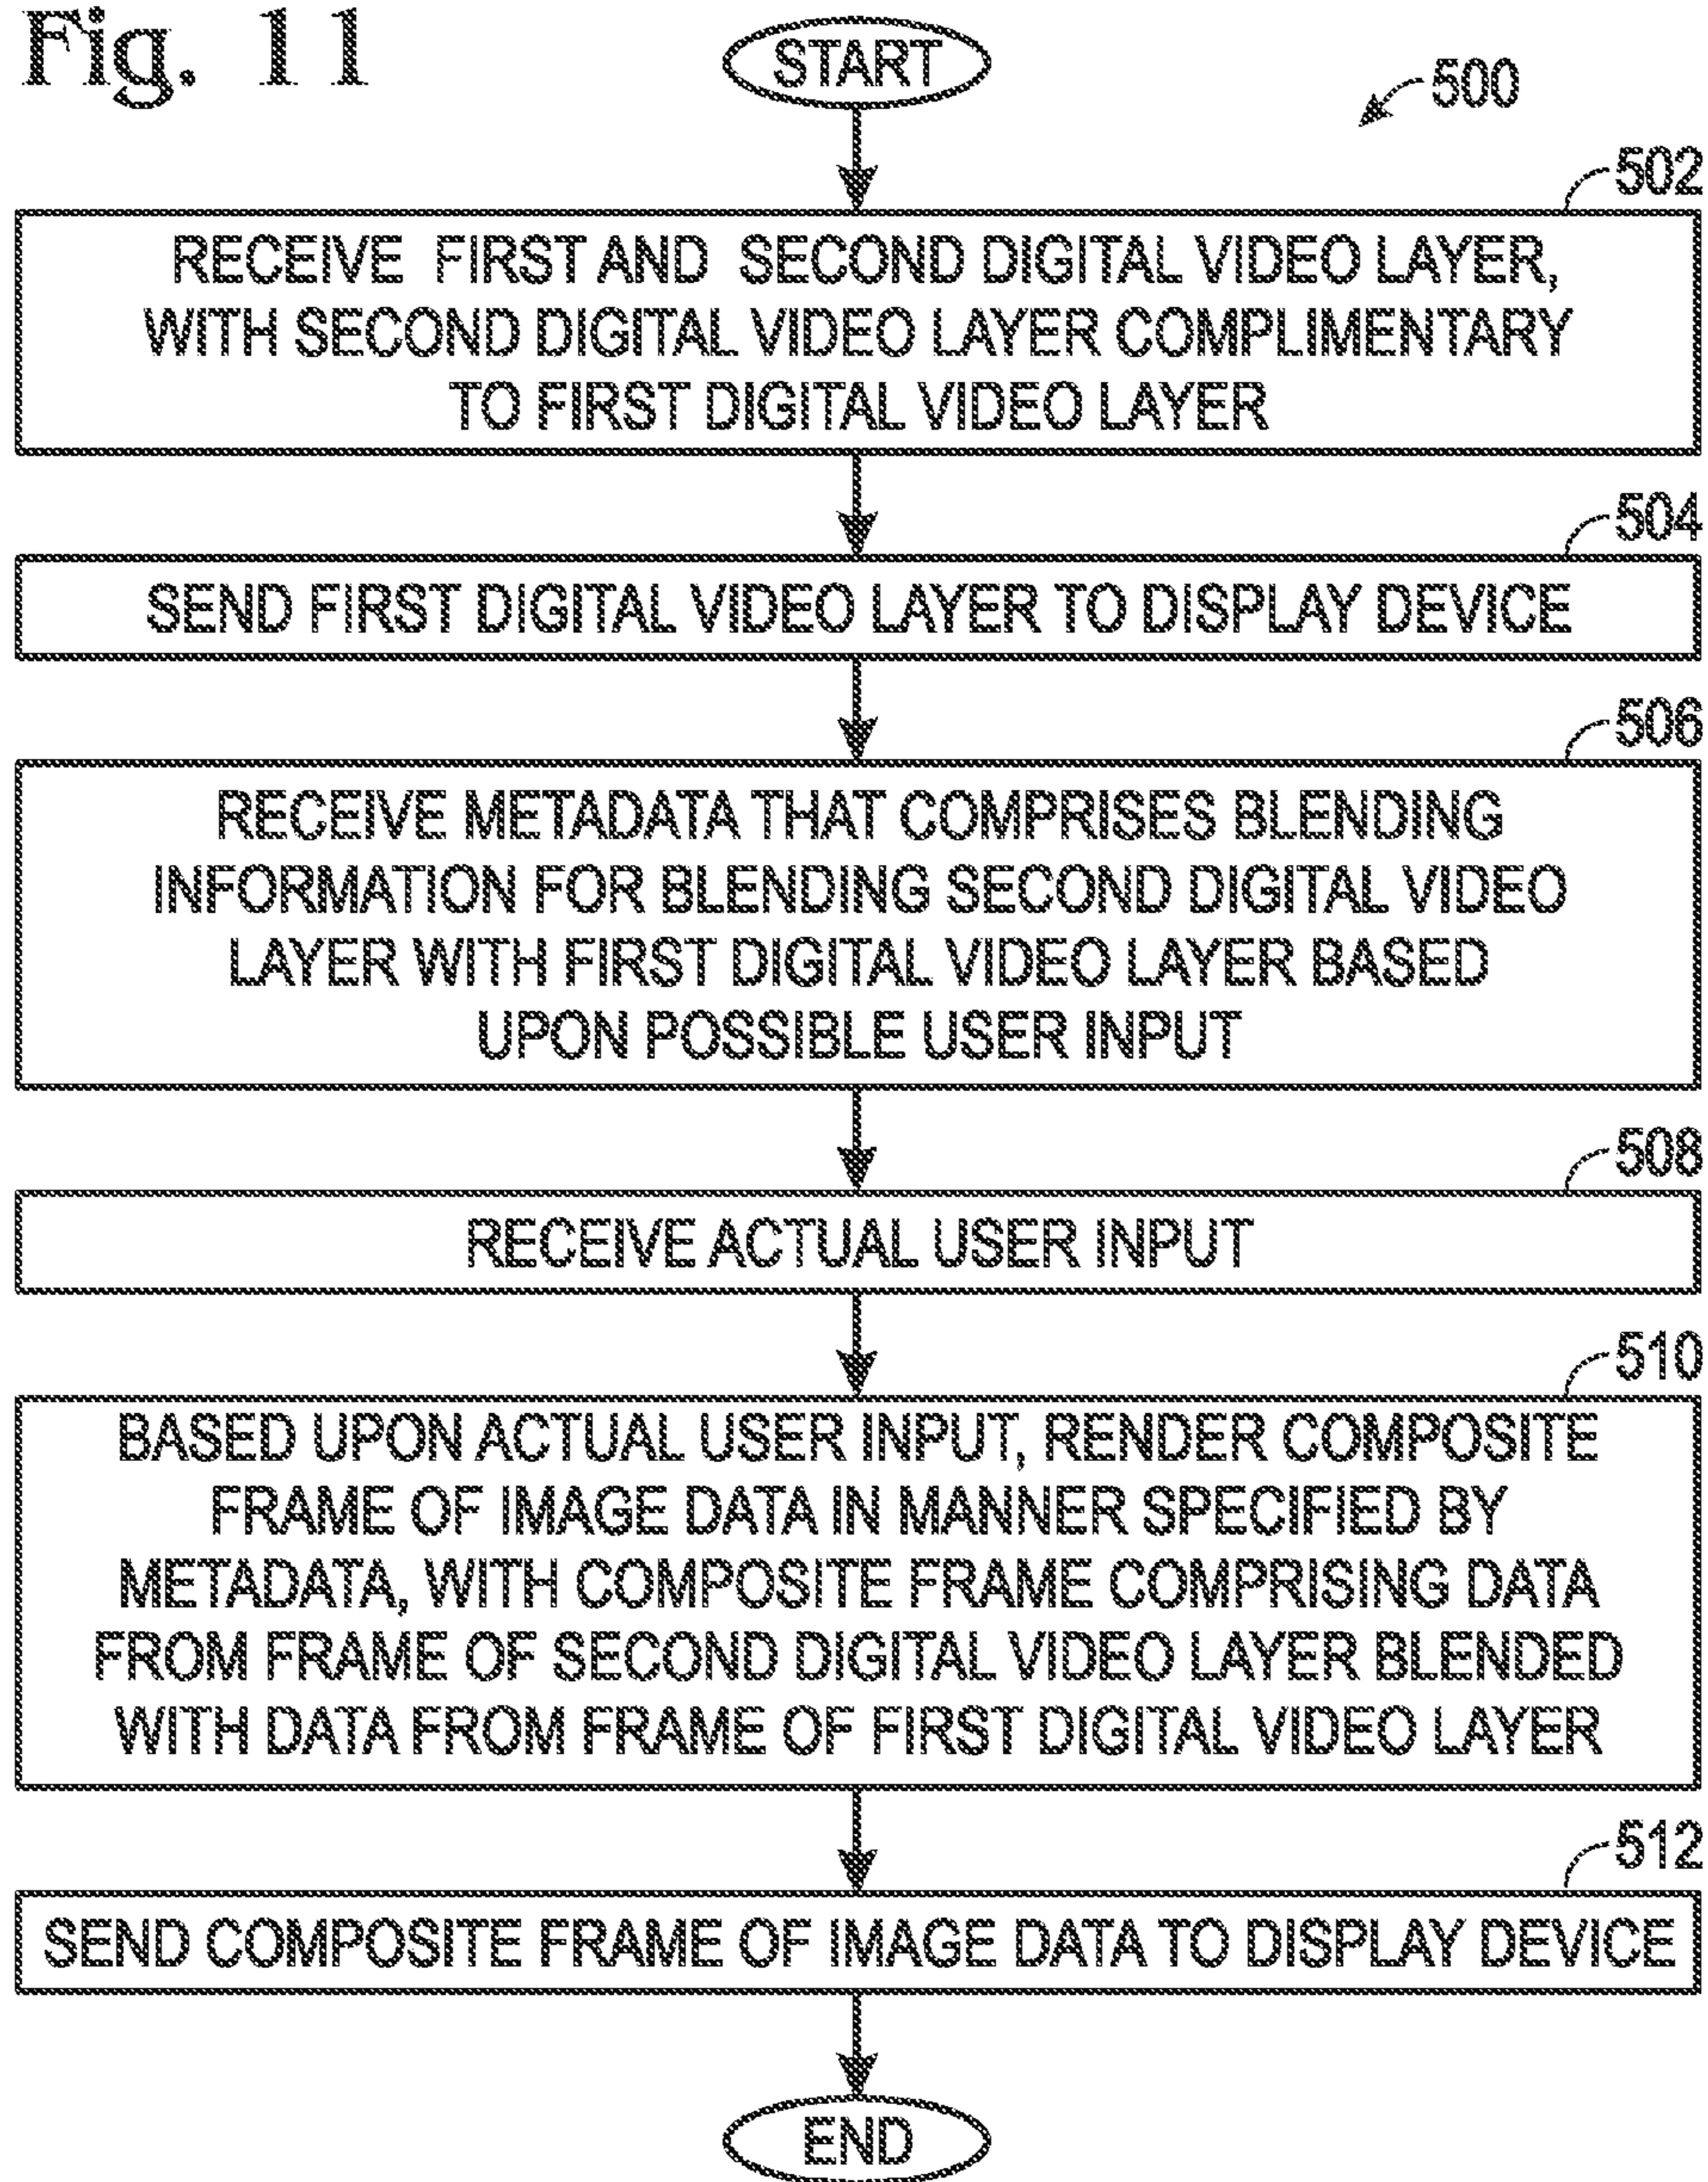 Fig. 11
START
500
502
RECEIVE FIRST AND SECOND DIGITAL VIDEO LAYER,
WITH SECOND DIGITAL VIDEO LAYER COMPLIMENTARY
TO FIRST DIGITAL VIDEO LAYER
504
SEND FIRST DIGITAL VIDEO LAYER TO DISPLAY DEVICE
506
RECEIVE METADATA THAT COMPRISES BLENDING
INFORMATION FOR BLENDING SECOND DIGITAL VIDEO
LAYER WITH FIRST DIGITAL VIDEO LAYER BASED
UPON POSSIBLE USER INPUT
508
RECEIVE ACTUAL USER INPUT
510
BASED UPON ACTUAL USER INPUT, RENDER COMPOSITE
FRAME OF IMAGE DATA IN MANNER SPECIFIED BY
METADATA, WITH COMPOSITE FRAME COMPRISING DATA
FROM FRAME OF SECOND DIGITAL VIDEO LAYER BLENDED
WITH DATA FROM FRAME OF FIRST DIGITAL VIDEO LAYER
512
SEND COMPOSITE FRAME OF IMAGE DATA TO DISPLAY DEVICE
END